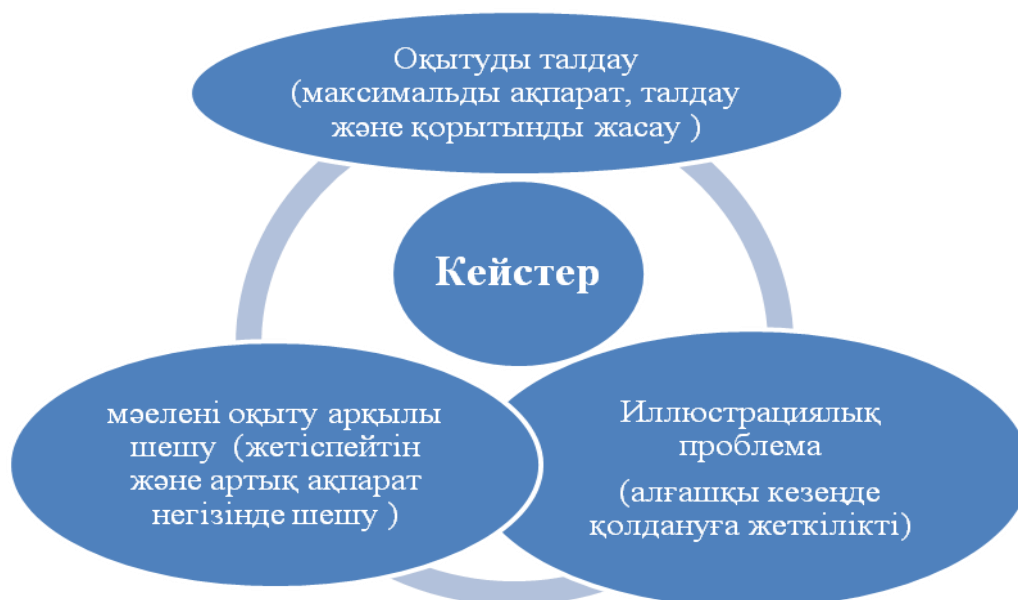 Оқытуды талдау
(максимальды ақпарат, талдау
және қорытынды жасау )
Кейстер
мәелені оқыту арқылы
шешу (жетіспейтін
және артық ақпарат
негізінде шешу )
Иллюстрациялық
проблема
(алғашқы кезеңде
қолдануға жеткілікті)